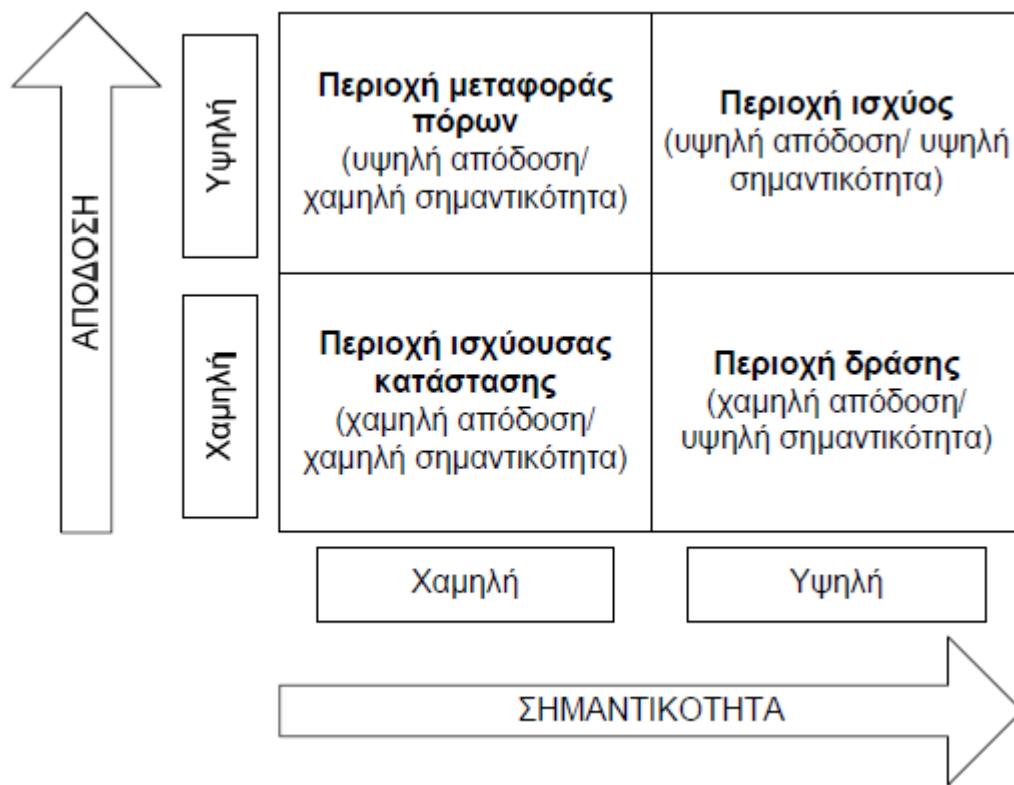 ΑΠΟΔΩΣΗ
Υψηλή
Περιοχή μεταφοράς
πόρων
(υψηλή απόδοση/
χαμηλή σημαντικότητα)
Περιοχή ισχύος
(υψηλή απόδοση/ υψηλή
σημαντικότητα)
Χαμηλή
Περιοχή ισχύουσας
κατάστασης
(χαμηλή απόδοση/
χαμηλή σημαντικότητα)
Περιοχή δράσης
(χαμηλή απόδοση/
υψηλή σημαντικότητα)
Χαμηλή
Υψηλή
ΣΗΜΑΝΤΙΚΟΤΗΤΑ